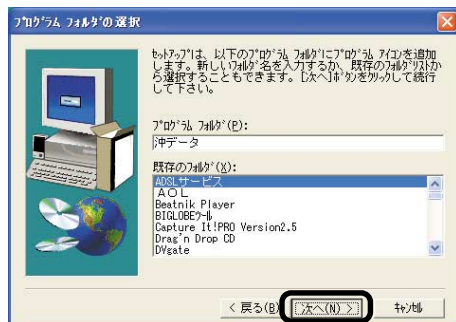 ﾌﾟﾛｸﾞﾗﾑ ﾌｫﾙﾀﾞの選択
ｾｯﾄｱｯﾌﾟは、以下のﾌﾟﾛｸﾞﾗﾑ ﾌｫﾙﾀﾞにﾌﾟﾛｸﾞﾗﾑ ｱｲｺﾝを追加
します。新しいﾌｫﾙﾀﾞ名を入力するか、既存のﾌｫﾙﾀﾞﾘｽﾄか
ら選択することもできます。[次へ]ﾎﾞﾀﾝをｸﾘｯｸして続行
して下さい。
ﾌﾟﾛｸﾞﾗﾑ ﾌｫﾙﾀﾞ(P):
沖データ
既存のﾌｫﾙﾀﾞ(X):
ADSLサービス
ＡＯＬ
Beatnik Player
BIGLOBEﾂｰﾙ
Capture It!PRO Version2.5
Drag'n Drop CD
DVgate
< 戻る(B)
次へ(N) >
ｷｬﾝｾﾙ